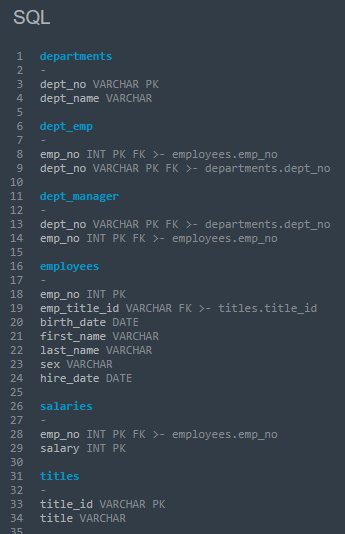 SQL
1 departments
2 -
3 dept_no VARCHAR PK
4 dept_name VARCHAR
5
6 dept_emp
7 -
8 emp_no INT PK FK >- employees.emp_no
9 dept_no VARCHAR PK FK >- departments.dept_no
10
11 dept_manager
12 -
13 dept_no VARCHAR PK FK >- departments.dept_no
14 emp_no INT PK FK >- employees.emp_no
15
16 employees
17 -
18 emp_no INT PK
19 emp_title_id VARCHAR FK >- titles.title_id
20 birth_date DATE
21 first_name VARCHAR
22 last_name VARCHAR
23 sex VARCHAR
24 hire_date DATE
25
26 salaries
27 -
28 emp_no INT PK FK >- employees.emp_no
29 salary INT PK
30
31 titles
32 -
33 title_id VARCHAR PK
34 title VARCHAR
35